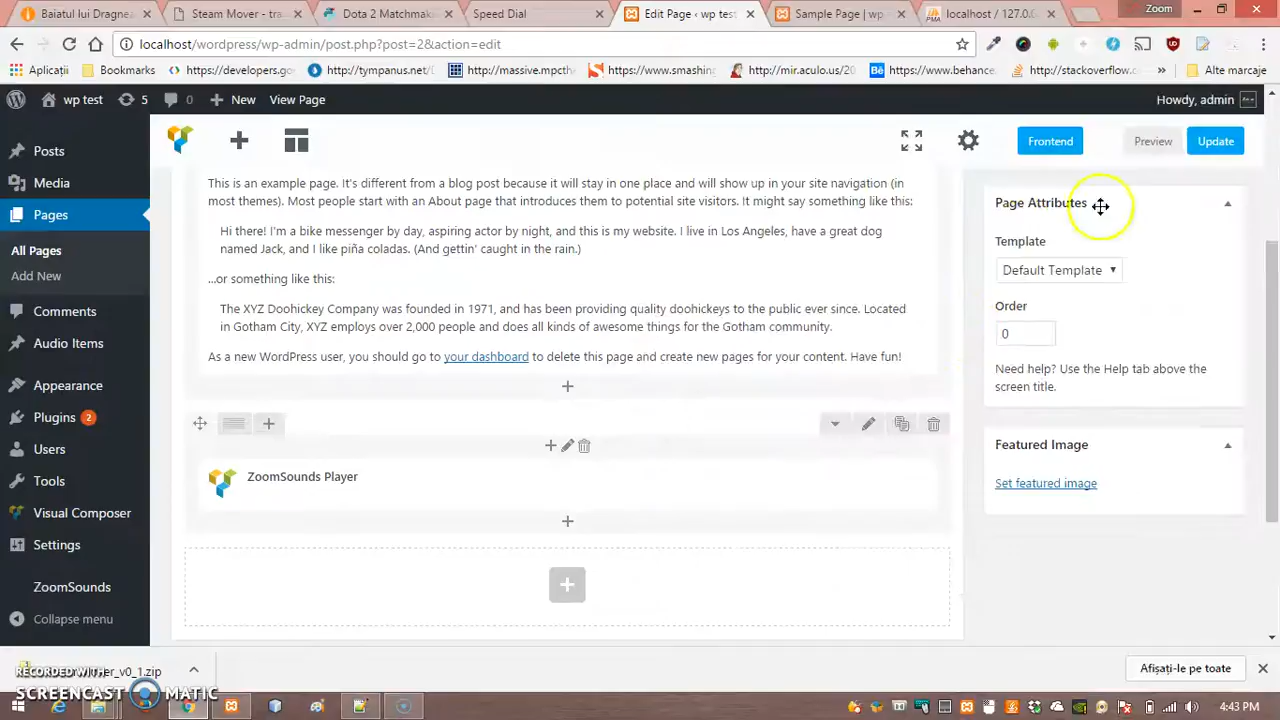 Baiatul lui Dragnea
Steam Mover - tra
Dota 2 Matchmaki
Speed Dial
Edit Page ‹ wp test
Sample Page | wp
localhost / 127.0.0
Zoom
localhost/wordpress/wp-admin/post.php?post=2&action=edit
Aplicații
Bookmarks
https://developers.go
http://tympanus.net/
http://massive.mpcthe
https://www.smashing
http://mir.aculo.us/20
https://www.behance.
http://stackoverflow.c
»
Alte marcaje
wp test
5
0
New
View Page
Howdy, admin
Posts
Media
Pages
All Pages
Add New
Comments
Audio Items
Appearance
Plugins 2
Users
Tools
Visual Composer
Settings
ZoomSounds
Collapse menu
Frontend
Preview
Update
This is an example page. It's different from a blog post because it will stay in one place and will show up in your site navigation (in
most themes). Most people start with an About page that introduces them to potential site visitors. It might say something like this:
Hi there! I'm a bike messenger by day, aspiring actor by night, and this is my website. I live in Los Angeles, have a great dog
named Jack, and I like piña coladas. (And gettin' caught in the rain.)
...or something like this:
The XYZ Doohickey Company was founded in 1971, and has been providing quality doohickeys to the public ever since. Located
in Gotham City, XYZ employs over 2,000 people and does all kinds of awesome things for the Gotham community.
As a new WordPress user, you should go to your dashboard to delete this page and create new pages for your content. Have fun!
ZoomSounds Player
Page Attributes
Template
Default Template
Order
0
Need help? Use the Help tab above the
screen title.
Featured Image
Set featured image
er_v0_1.zip
Afișați-le pe toate
RECORDED WITH
SCREENCAST MATIC
4:43 PM